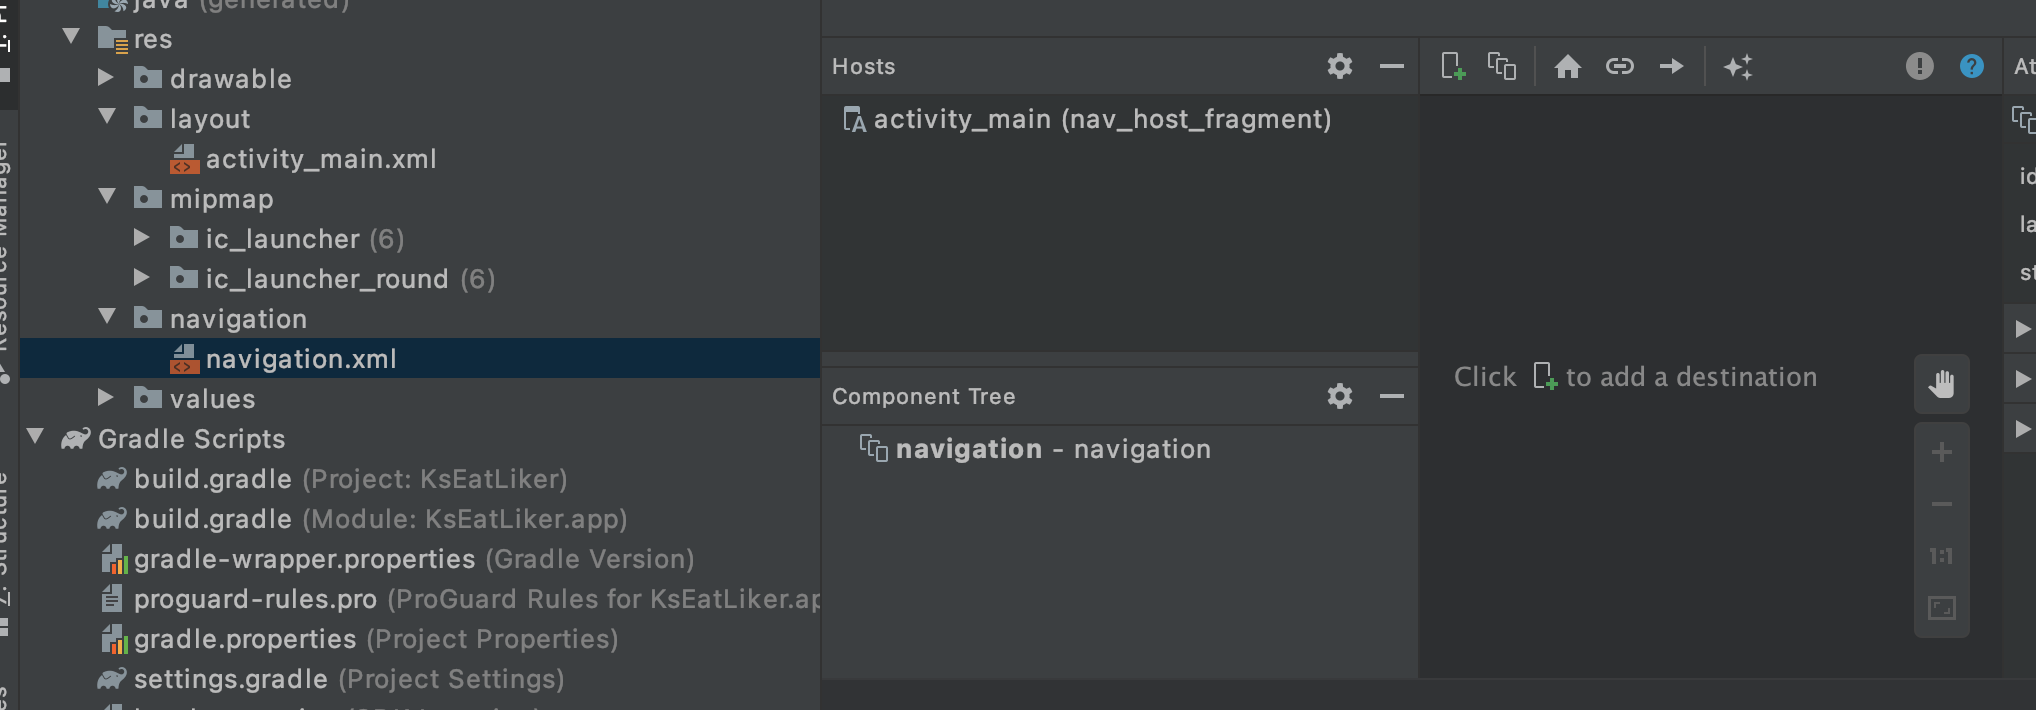 java (generated)
res
drawable
layout
activity_main.xml
mipmap
ic_launcher (6)
ic_launcher_round (6)
navigation
navigation.xml
values
Gradle Scripts
build.gradle (Project: KsEatLiker)
build.gradle (Module: KsEatLiker.app)
gradle-wrapper.properties (Gradle Version)
proguard-rules.pro (ProGuard Rules for KsEatLiker.ap
gradle.properties (Project Properties)
settings.gradle (Project Settings)
Resource Manager
Z: Structure
Hosts
activity_main (nav_host_fragment)
Component Tree
navigation - navigation
Click to add a destination
1:1
At
id
la
st